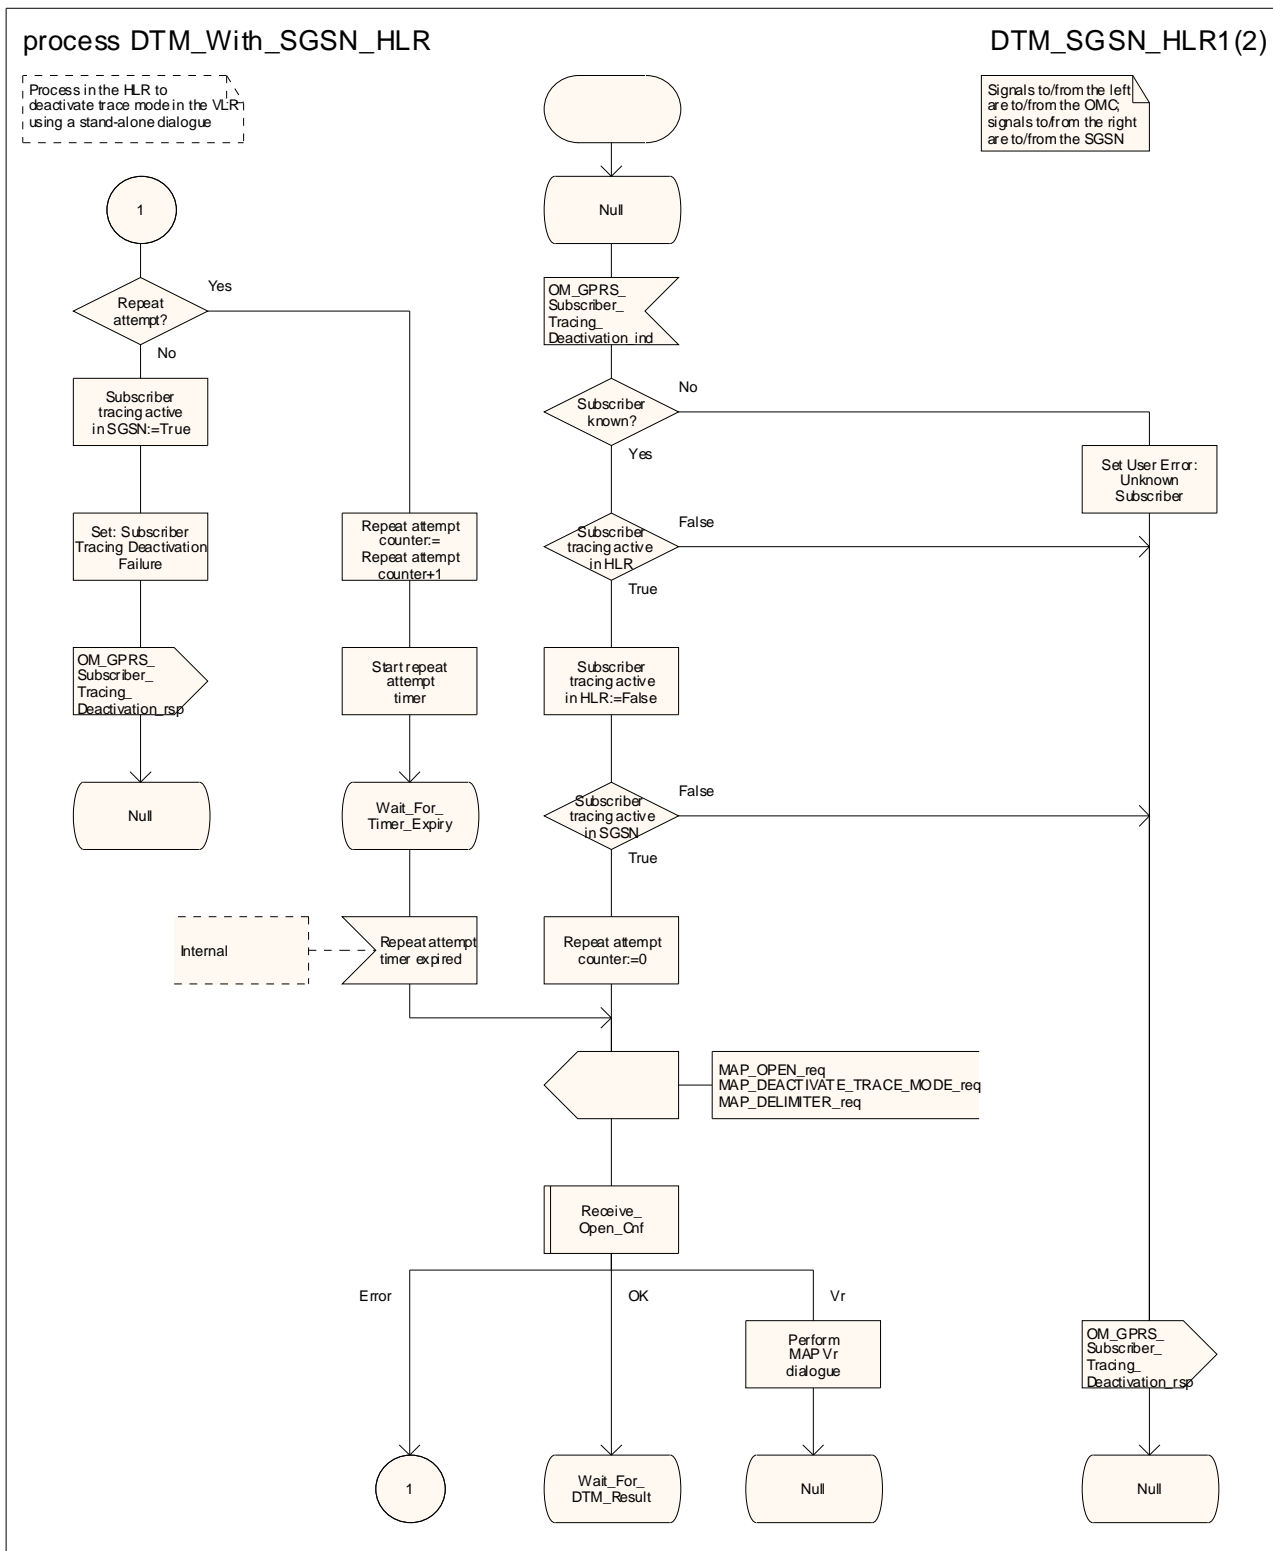 process DTM_With_SGSN_HLR
DTM_SGSN_HLR1(2)
Process in the HLR to
deactivate trace mode in the VLR
using a stand-alone dialogue
Signals to/from the left
are to/from the OMC;
signals to/from the right
are to/from the SGSN
1
Repeat
attempt?
Yes
No
Subscriber
tracing active
in SGSN:=True
Set: Subscriber
Tracing Deactivation
Failure
OM_GPRS_
Subscriber_
Tracing_
Deactivation_rsp
Null
Repeat attempt
counter:=
Repeat attempt
counter+1
Start repeat
attempt
timer
Wait_For_
Timer_Expiry
Internal
Repeat attempt
timer expired
Null
OM_GPRS_
Subscriber_
Tracing_
Deactivation_ind
Subscriber
known?
No
Yes
Set User Error:
Unknown
Subscriber
Subscriber
tracing active
in HLR
False
True
Subscriber
tracing active
in HLR:=False
Subscriber
tracing active
in SGSN
False
True
Repeat attempt
counter:=0
MAP_OPEN_req
MAP_DEACTIVATE_TRACE_MODE_req
MAP_DELIMITER_req
Receive_
Open_Cnf
Error
OK
Vr
Perform
MAP Vr
dialogue
OM_GPRS_
Subscriber_
Tracing_
Deactivation_rsp
1
Wait_For_
DTM_Result
Null
Null